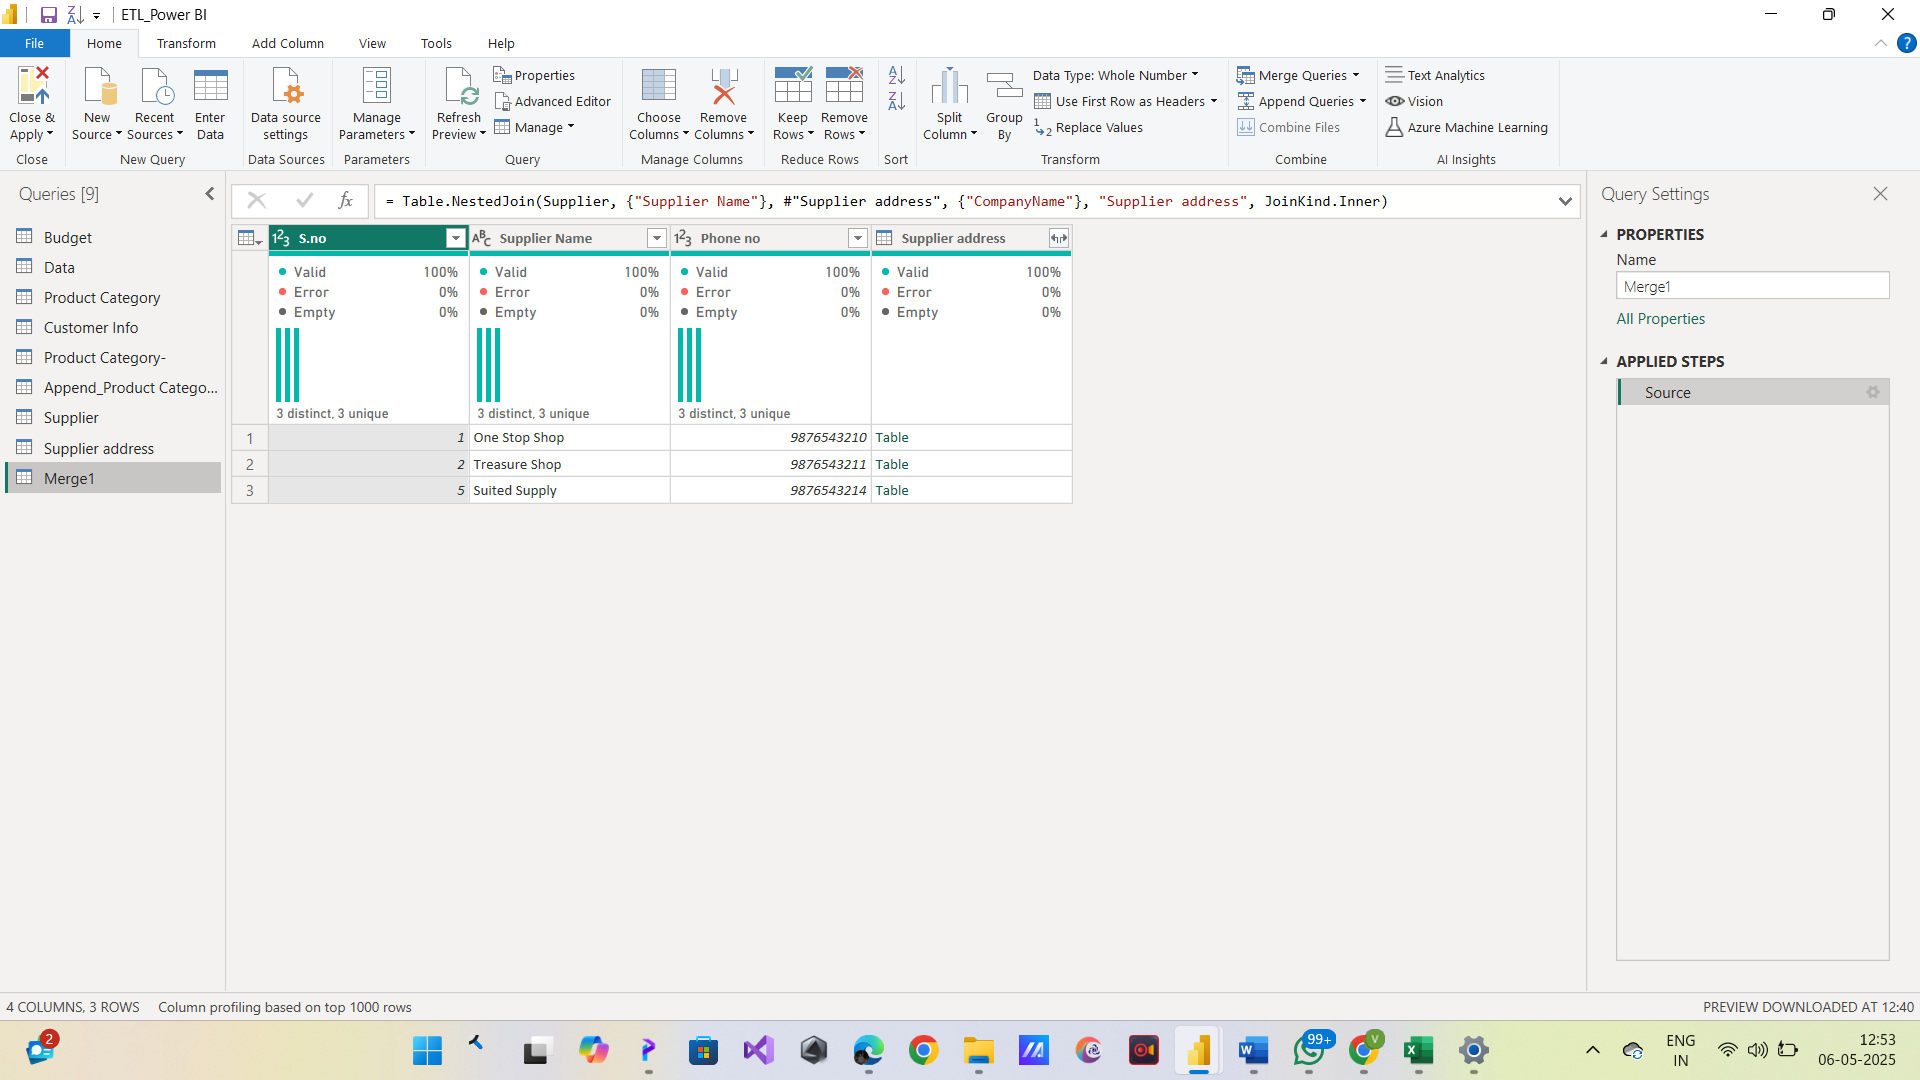 ETL_Power BI
File Home Transform Add Column View Tools Help
Close & Apply
New Source
Recent Sources
Enter Data
Data source settings
Manage Parameters
Refresh Preview
Properties
Advanced Editor
Manage
Choose Columns
Remove Columns
Keep Rows
Remove Rows
Split Column
Group By
Data Type: Whole Number
Use First Row as Headers
Replace Values
Merge Queries
Append Queries
Combine Files
Text Analytics
Vision
Azure Machine Learning
Close New Query Data Sources Parameters Query Manage Columns Reduce Rows Sort Transform Combine AI Insights
Queries [9]
Budget
Data
Product Category
Customer Info
Product Category-
Append_Product Catego...
Supplier
Supplier address
Merge1
fx = Table.NestedJoin(Supplier, {"Supplier Name"}, #"Supplier address", {"CompanyName"}, "Supplier address", JoinKind.Inner)
123 S.no ABC Supplier Name 123 Phone no Supplier address
Valid 100% Valid 100% Valid 100% Valid 100%
Error 0% Error 0% Error 0% Error 0%
Empty 0% Empty 0% Empty 0% Empty 0%
3 distinct, 3 unique 3 distinct, 3 unique 3 distinct, 3 unique
1 1 One Stop Shop 9876543210 Table
2 2 Treasure Shop 9876543211 Table
3 5 Suited Supply 9876543214 Table
Query Settings
PROPERTIES
Name
Merge1
All Properties
APPLIED STEPS
Source
4 COLUMNS, 3 ROWS Column profiling based on top 1000 rows
PREVIEW DOWNLOADED AT 12:40
2
99+
V
ENG
IN
12:53
06-05-2025